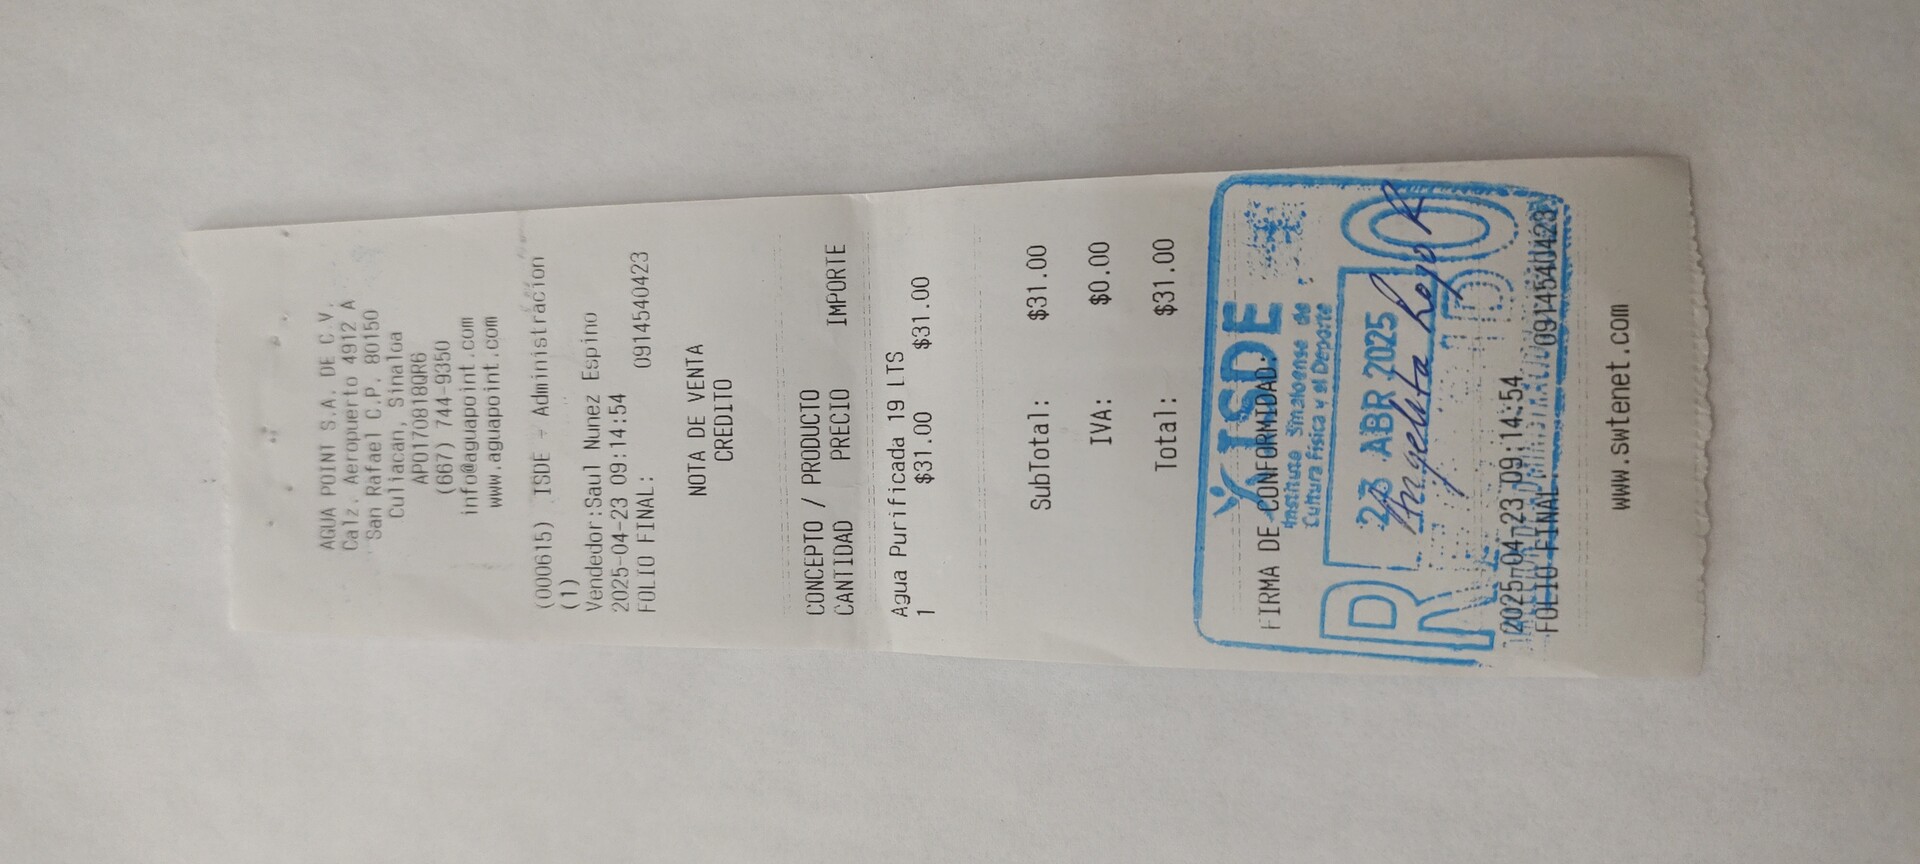 AGUA POINT S.A. DE C.V.
Calz. Aeropuerto 4912 A
San Rafael C.P. 80150
Culiacan, Sinaloa
APO170818QR6
(667) 744-9350
info@aguapoint.com
www.aguapoint.com
(000615) ISDE - Administracion
(1)
Vendedor:Saul Nunez Espino
2025-04-23 09:14:54
FOLIO FINAL: 0914540423
NOTA DE VENTA
CREDITO
CONCEPTO / PRODUCTO
CANTIDAD PRECIO IMPORTE
Agua Purificada 19 LTS
1 $31.00 $31.00
SubTotal: $31.00
IVA: $0.00
Total: $31.00
ISDE
FIRMA DE CONFORMIDAD:
Instituto Sinaloense de
Cultura Física y el Deporte
23 ABR 2025
Angelita Rojo R
2025-04-23 09:14:54
FOLIO FINAL: 0914540423
www.swtenet.com